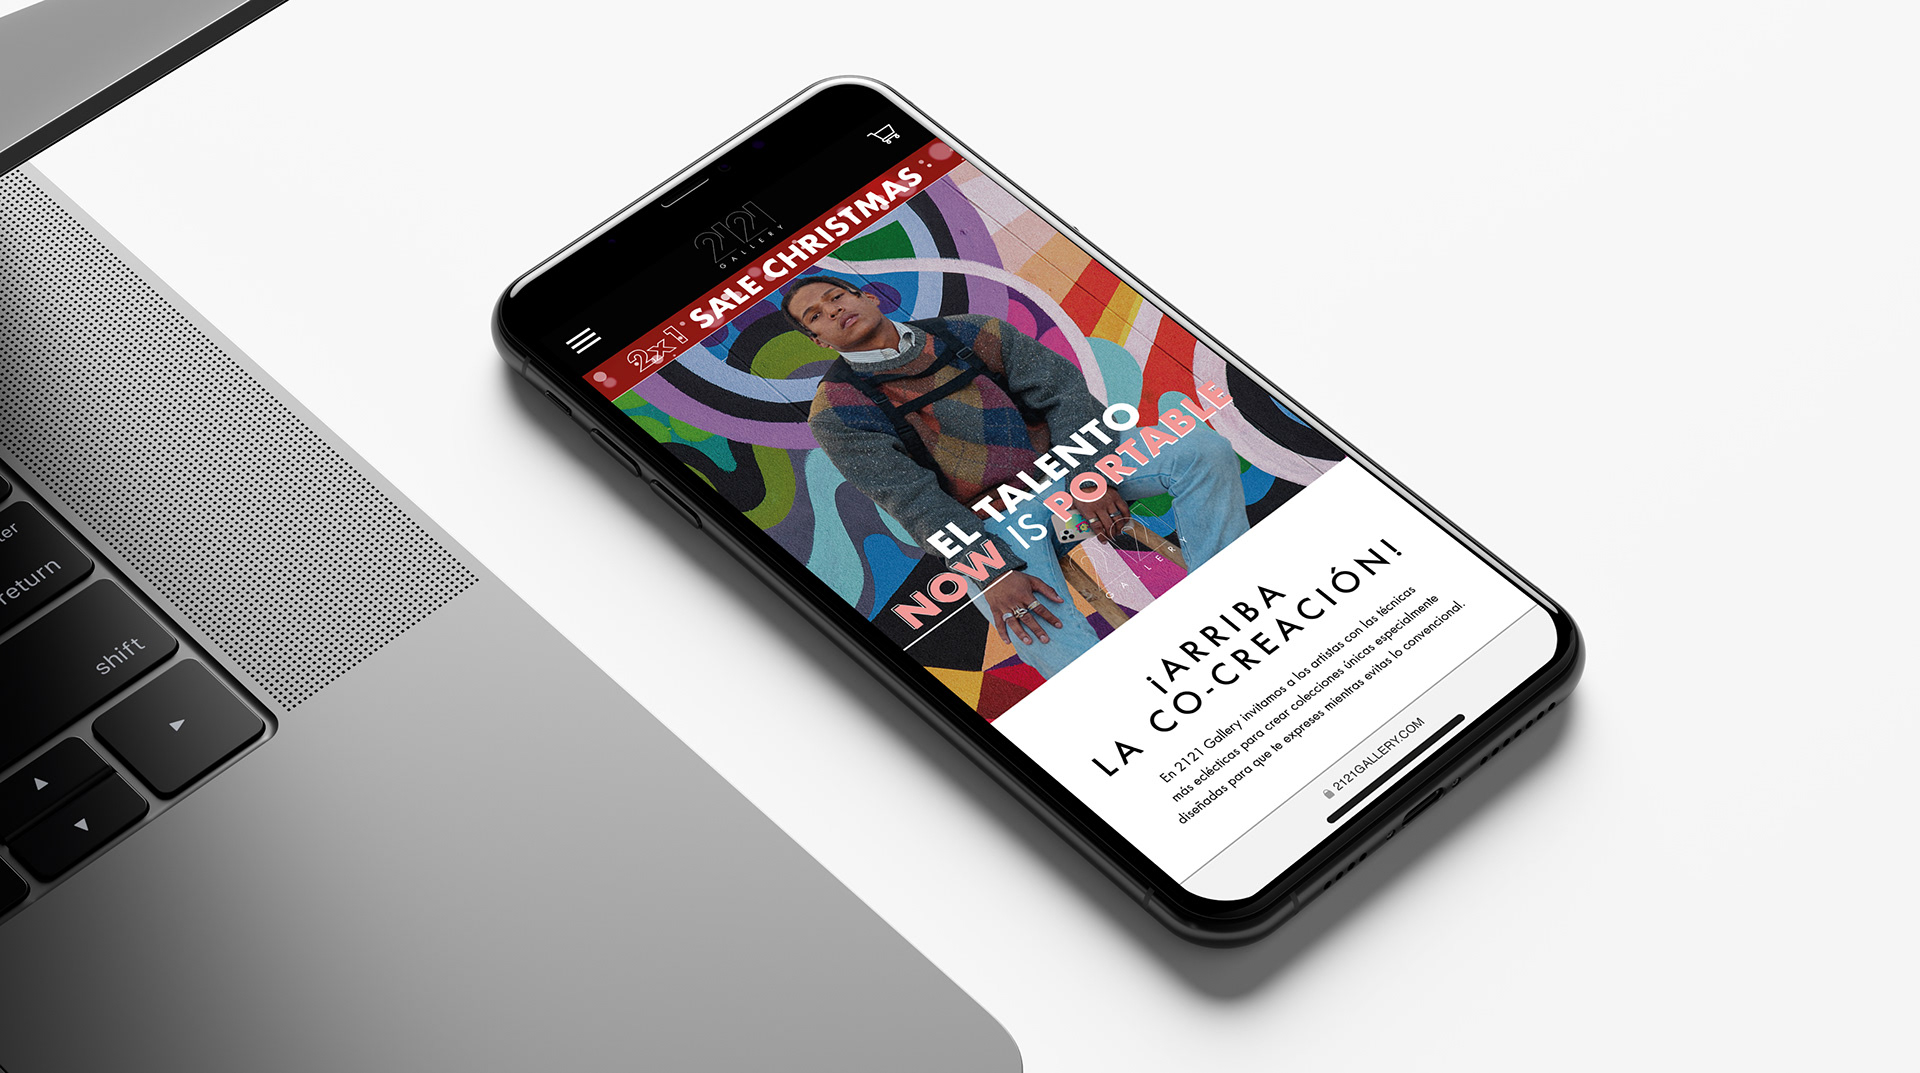 2121
GALLERY
2x1 SALE CHRISTMAS
EL TALENTO
NOW IS PORTABLE
2121
GALLERY
¡ARRIBA
LA CO-CREACIÓN!
En 2121 Gallery invitamos a los artistas con las técnicas
más eclécticas para crear colecciones únicas especialmente
diseñadas para que te expreses mientras evitas lo convencional.
2121GALLERY.COM
return
shift